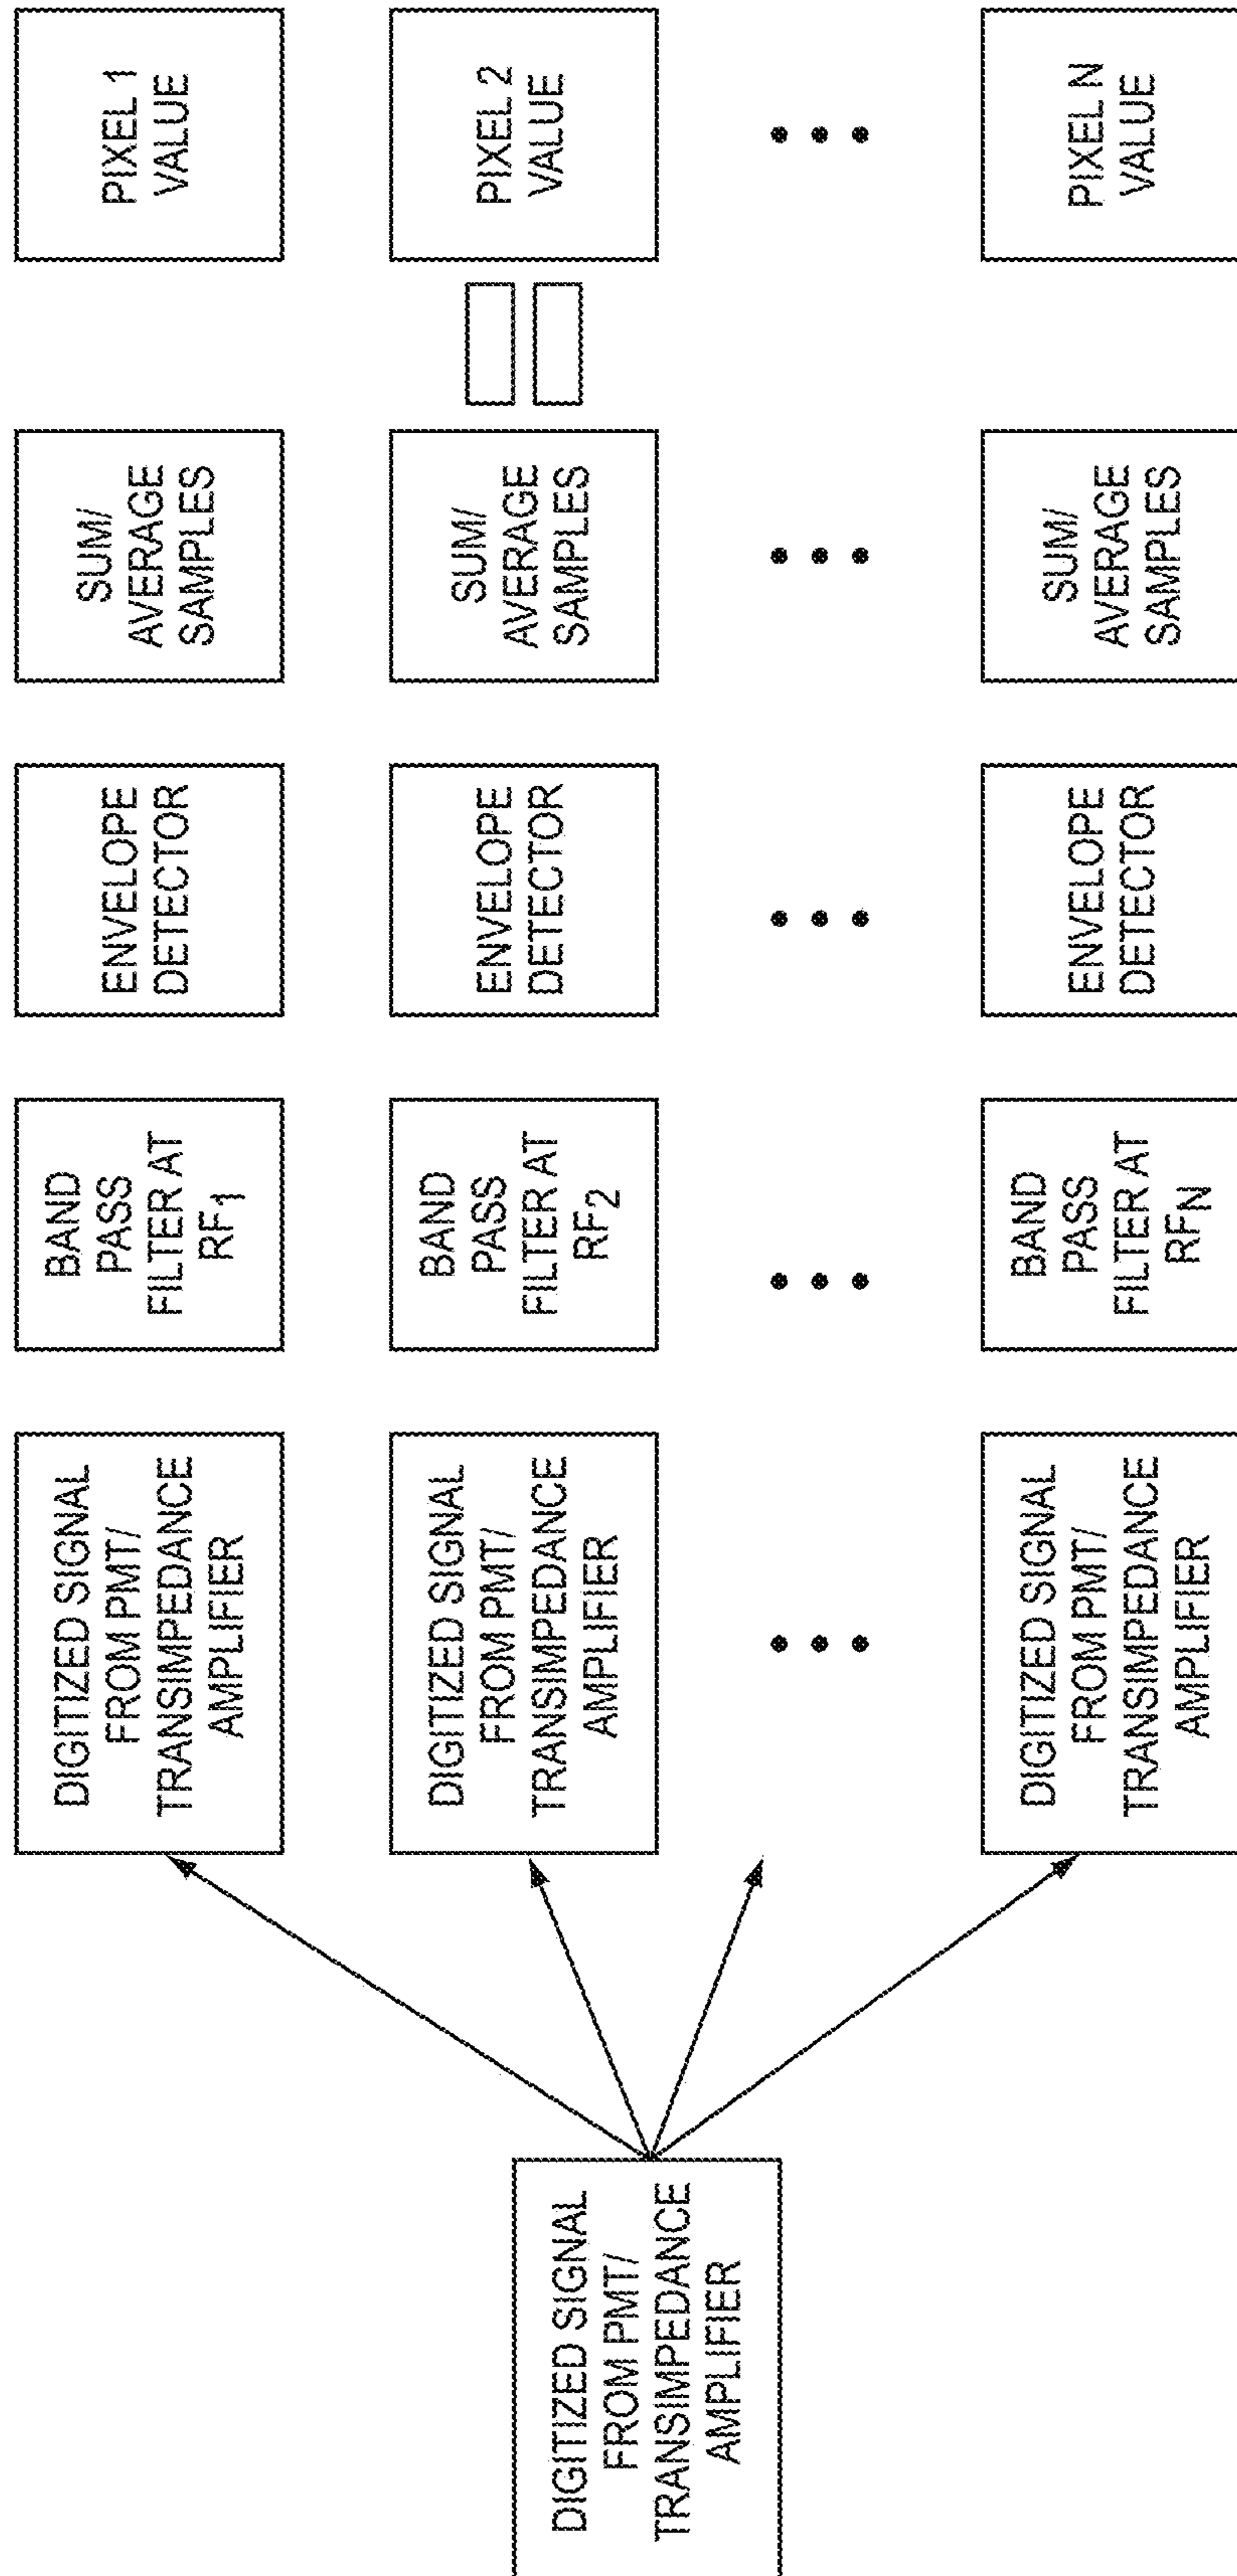 DIGITIZED SIGNAL
FROM PMT/
TRANSIMPEDANCE
AMPLIFIER
DIGITIZED SIGNAL
FROM PMT/
TRANSIMPEDANCE
AMPLIFIER
BAND
PASS
FILTER AT
RF₁
ENVELOPE
DETECTOR
SUM/
AVERAGE
SAMPLES
PIXEL 1
VALUE
DIGITIZED SIGNAL
FROM PMT/
TRANSIMPEDANCE
AMPLIFIER
BAND
PASS
FILTER AT
RF₂
ENVELOPE
DETECTOR
SUM/
AVERAGE
SAMPLES
PIXEL 2
VALUE
DIGITIZED SIGNAL
FROM PMT/
TRANSIMPEDANCE
AMPLIFIER
BAND
PASS
FILTER AT
RF_N
ENVELOPE
DETECTOR
SUM/
AVERAGE
SAMPLES
PIXEL N
VALUE